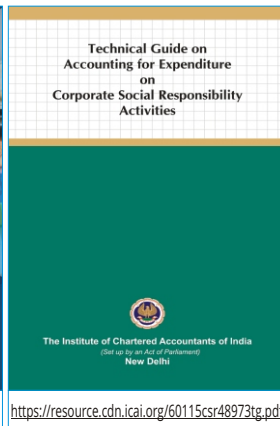 Technical Guide on
Accounting for Expenditure
on
Corporate Social Responsibility
Activities
The Institute of Chartered Accountants of India
(Set up by an Act of Parliament)
New Delhi
https://resource.cdn.icai.org/60115csr48973tg.pd